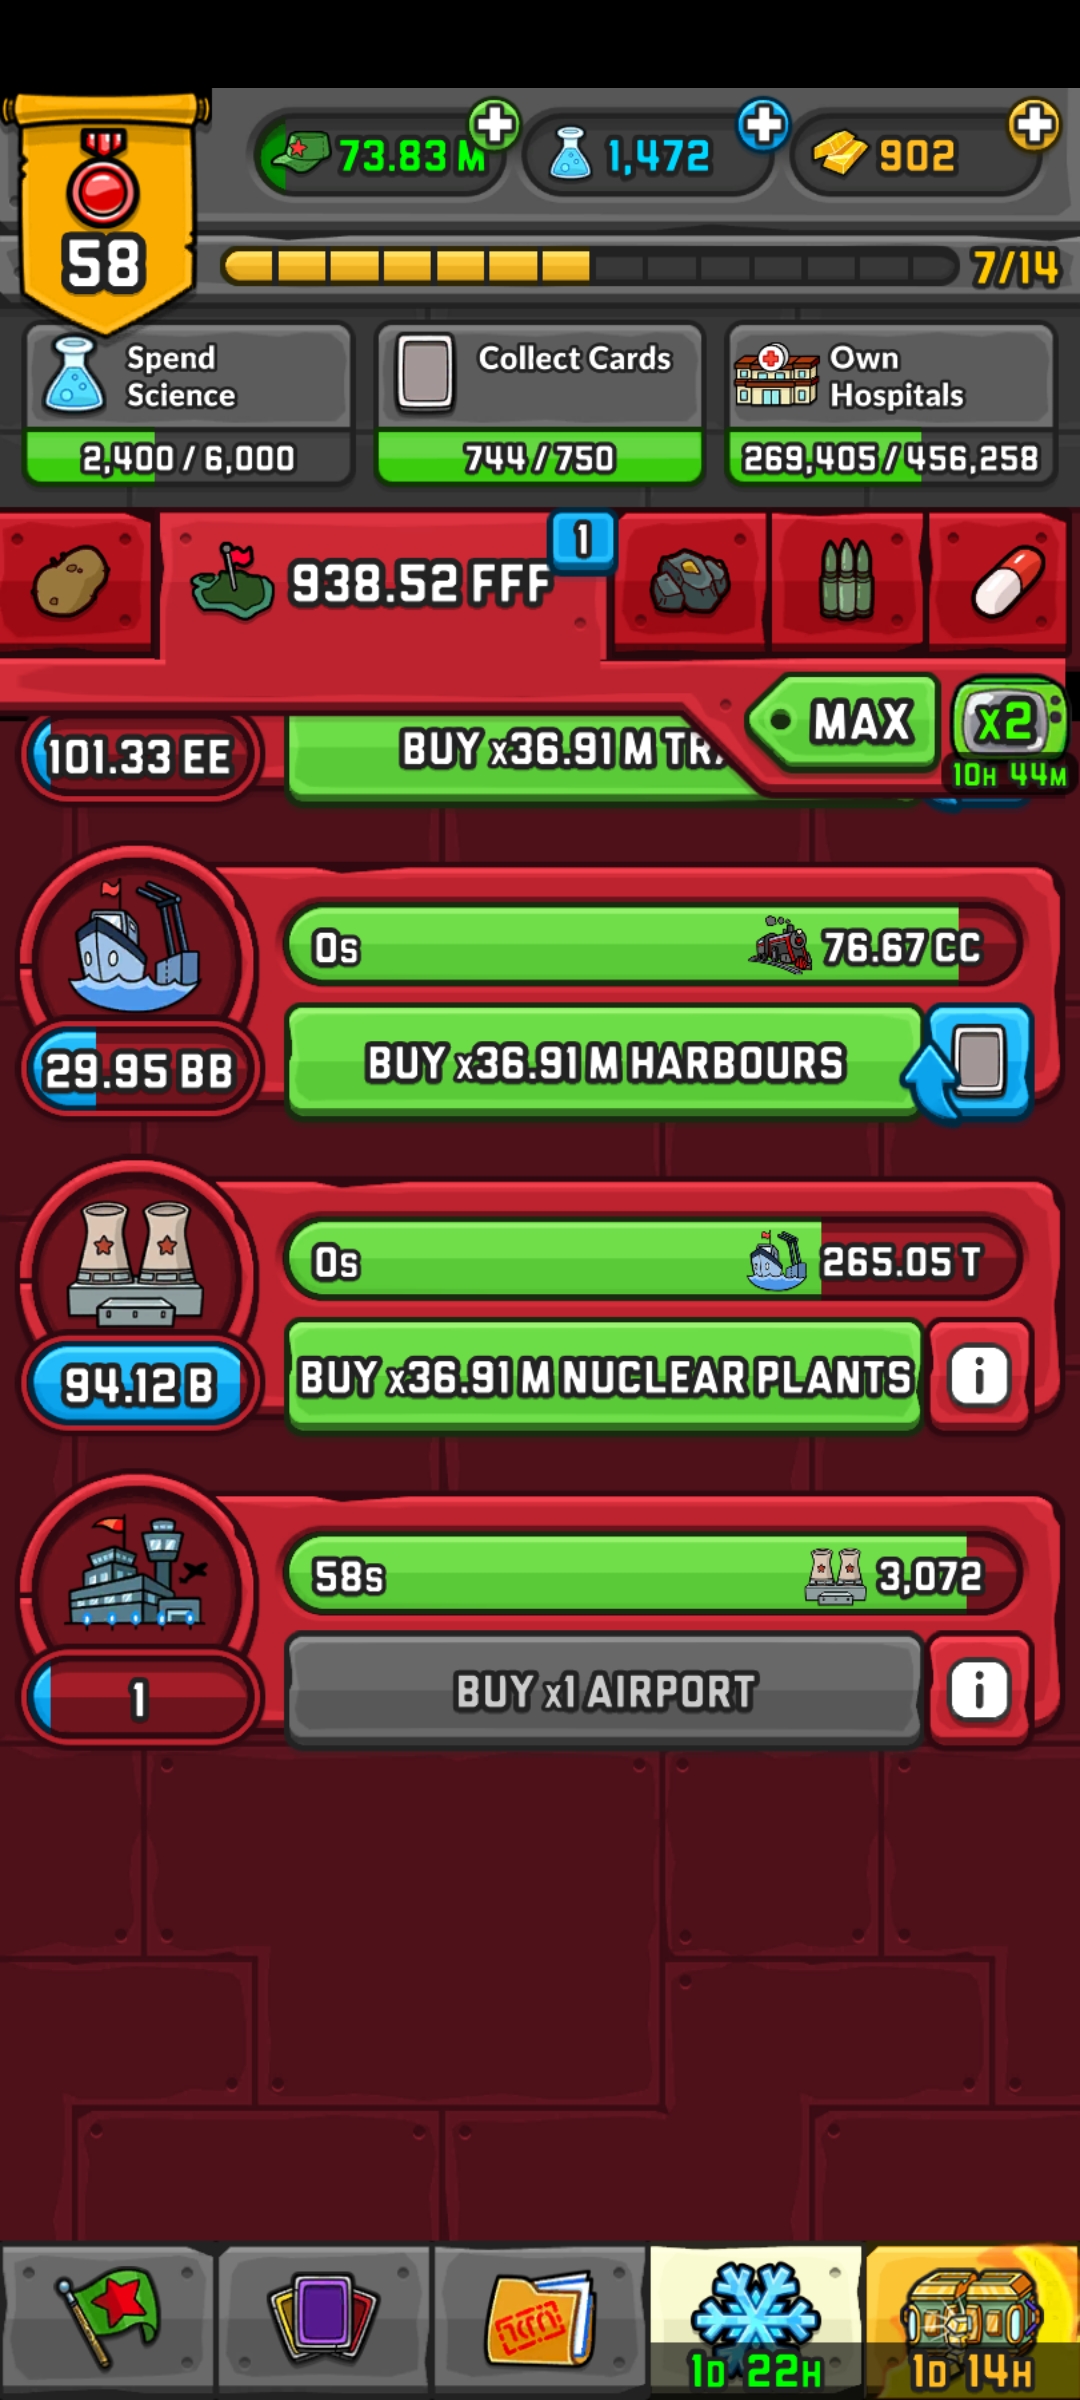 73.83 M
1,472
902
58
7/14
Spend
Science
2,400 / 6,000
Collect Cards
744 / 750
Own
Hospitals
269,405 / 456,258
938.52 FFF
1
MAX
x2
10H 44M
101.33 EE
BUY x36.91 M
0s
76.67 CC
29.95 BB
BUY x36.91 M HARBOURS
0s
265.05 T
94.12 B
BUY x36.91 M NUCLEAR PLANTS
i
58s
3,072
1
BUY x1 AIRPORT
i
1D 22H
1D 14H